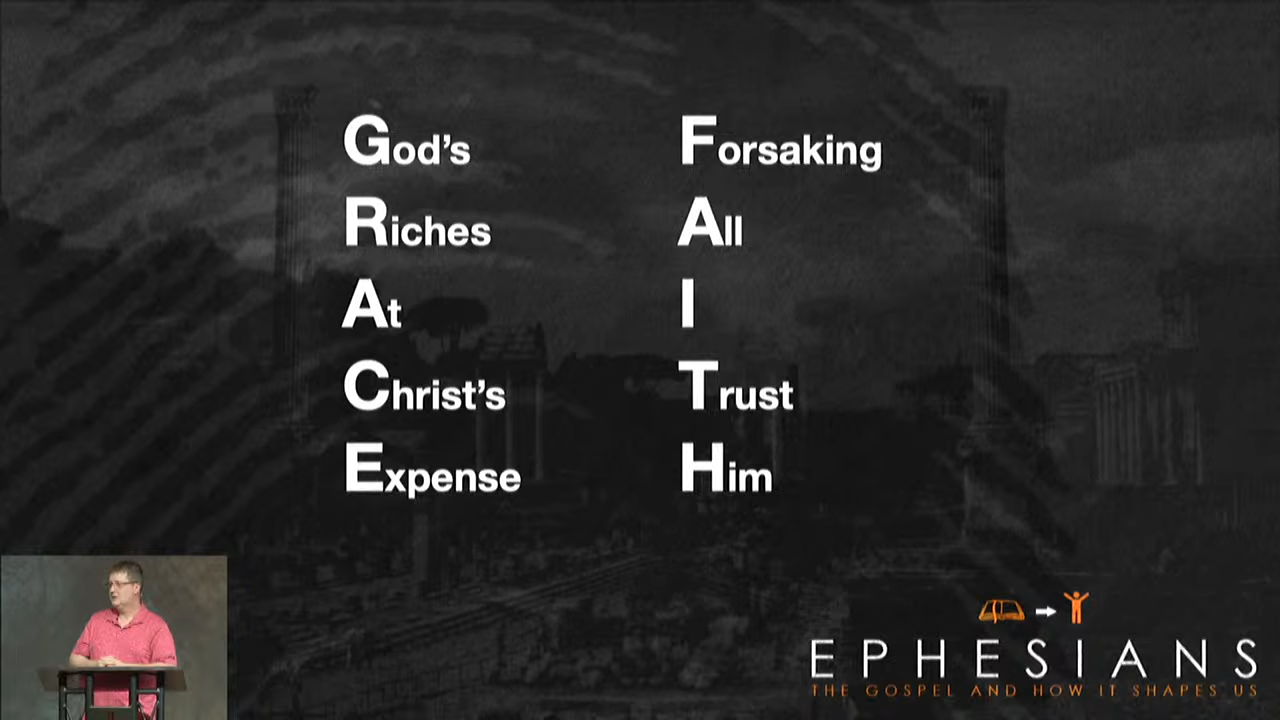 God's
Riches
At
Christ's
Expense
Forsaking
All
I
Trust
Him
EPHESIANS
THE GOSPEL AND HOW IT SHAPES US